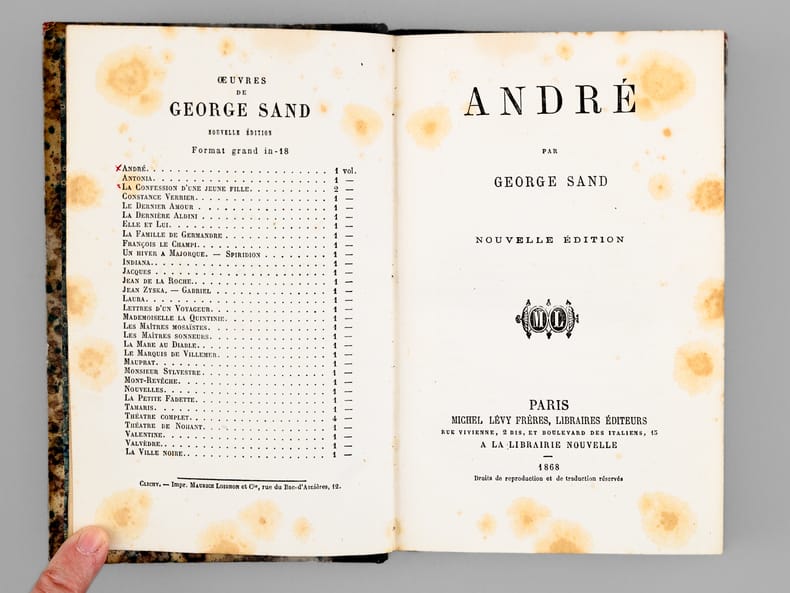 ŒUVRES
DE
GEORGE SAND
NOUVELLE ÉDITION
Format grand in-18
ANDRÉ. . . . . . . . . . . . . . . . . . . . . 1 vol.
ANTONIA. . . . . . . . . . . . . . . . . . . . . 1 —
LA CONFESSION D'UNE JEUNE FILLE. . . . . . . . . . 2 —
CONSTANCE VERRIER. . . . . . . . . . . . . . . . 1 —
LE DERNIER AMOUR . . . . . . . . . . . . . . . . 1 —
LA DERNIÈRE ALDINI . . . . . . . . . . . . . . . 1 —
ELLE ET LUI. . . . . . . . . . . . . . . . . . . 1 —
LA FAMILLE DE GERMANDRE . . . . . . . . . . . . . 1 —
FRANÇOIS LE CHAMPI. . . . . . . . . . . . . . . . 1 —
UN HIVER A MAJORQUE. — SPIRIDION . . . . . . . . . 1 —
INDIANA. . . . . . . . . . . . . . . . . . . . . 1 —
JACQUES . . . . . . . . . . . . . . . . . . . . 1 —
JEAN DE LA ROCHE. . . . . . . . . . . . . . . . . 1 —
JEAN ZYSKA. — GABRIEL . . . . . . . . . . . . . . 1 —
LAURA. . . . . . . . . . . . . . . . . . . . . . 1 —
LETTRES D'UN VOYAGEUR. . . . . . . . . . . . . . . 1 —
MADEMOISELLE LA QUINTINIE. . . . . . . . . . . . . 1 —
LES MAÎTRES MOSAÏSTES. . . . . . . . . . . . . . . 1 —
LES MAÎTRES SONNEURS. . . . . . . . . . . . . . . 1 —
LA MARE AU DIABLE. . . . . . . . . . . . . . . . . 1 —
LE MARQUIS DE VILLEMER. . . . . . . . . . . . . . 1 —
MAUPRAT. . . . . . . . . . . . . . . . . . . . . 1 —
MONSIEUR SYLVESTRE . . . . . . . . . . . . . . . . 1 —
MONT-REVÊCHE. . . . . . . . . . . . . . . . . . . 1 —
NOUVELLES. . . . . . . . . . . . . . . . . . . . 1 —
LA PETITE FADETTE. . . . . . . . . . . . . . . . . 1 —
TAMARIS. . . . . . . . . . . . . . . . . . . . . 1 —
THÉATRE COMPLET. . . . . . . . . . . . . . . . . . 4 —
THÉATRE DE NOHANT. . . . . . . . . . . . . . . . . 1 —
VALENTINE. . . . . . . . . . . . . . . . . . . . 1 —
VALVÈDRE. . . . . . . . . . . . . . . . . . . . . 1 —
LA VILLE NOIRE. . . . . . . . . . . . . . . . . . 1 —
CLICHY. — Impr. MAURICE LOIGNON et Cie, rue du Bac-d'Asnières, 12.
ANDRÉ
PAR
GEORGE SAND
NOUVELLE ÉDITION
PARIS
MICHEL LÉVY FRÈRES, LIBRAIRES ÉDITEURS
RUE VIVIENNE, 2 BIS, ET BOULEVARD DES ITALIENS, 15
A LA LIBRAIRIE NOUVELLE
1868
Droits de reproduction et de traduction réservés